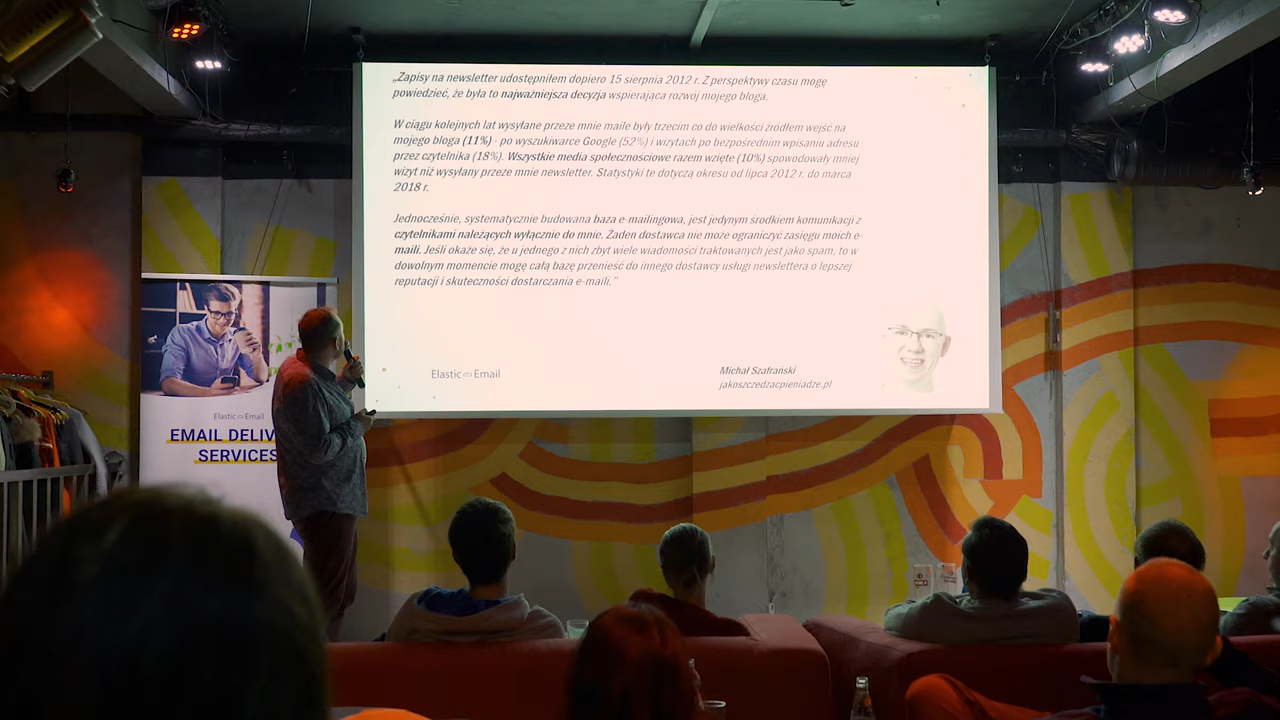 „Zapisy na newsletter udostępniłem dopiero 15 sierpnia 2012 r. Z perspektywy czasu mogę
powiedzieć, że była to najważniejsza decyzja wspierająca rozwój mojego bloga.
W ciągu kolejnych lat wysyłane przeze mnie maile były trzecim co do wielkości źródłem wejść na
mojego bloga (11%) - po wyszukiwarce Google (52%) i wizytach po bezpośrednim wpisaniu adresu
przez czytelnika (18%). Wszystkie media społecznościowe razem wzięte (10%) spowodowały mniej
wizyt niż wysyłany przeze mnie newsletter. Statystyki te dotyczą okresu od lipca 2012 r. do marca
2018 r.
Jednocześnie, systematycznie budowana baza e-mailingowa, jest jedynym środkiem komunikacji z
czytelnikami należących wyłącznie do mnie. Żaden dostawca nie może ograniczyć zasięgu moich e-
maili. Jeśli okaże się, że u jednego z nich zbyt wiele wiadomości traktowanych jest jako spam, to w
dowolnym momencie mogę całą bazę przenieść do innego dostawcy usługi newslettera o lepszej
reputacji i skuteczności dostarczania e-maili."
Elastic Email
Michał Szafrański
jakoszczedzacpieniadze.pl
Elastic Email
EMAIL DELIV
SERVICES